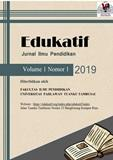 Edukatif
Jurnal Ilmu Pendidikan
Volume 1 Nomor 1
2019
Diterbitkan oleh
FAKULTAS ILMU PENDIDIKAN
UNIVERSITAS PAHLAWAN TUANKU TAMBUSAI